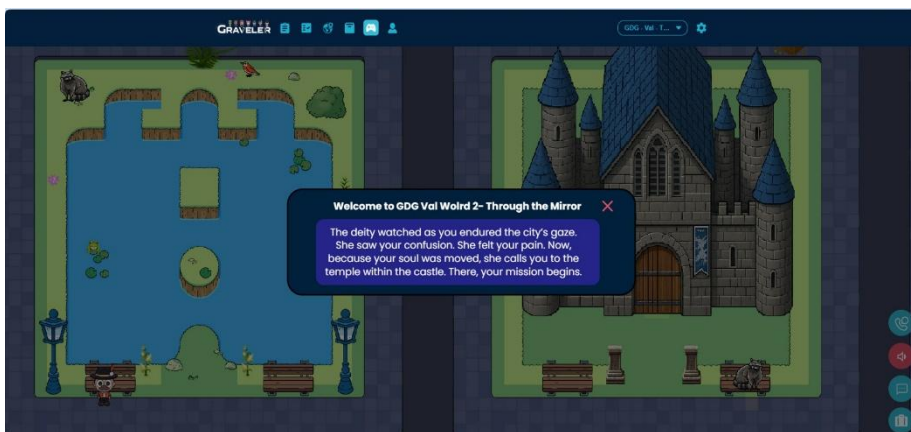 GRAVELER
GDG. Val T... 
Welcome to GDG Val Wolrd 2- Through the Mirror
The deity watched as you endured the city's gaze.
She saw your confusion. She felt your pain. Now,
because your soul was moved, she calls you to the
temple within the castle. There, your mission begins.